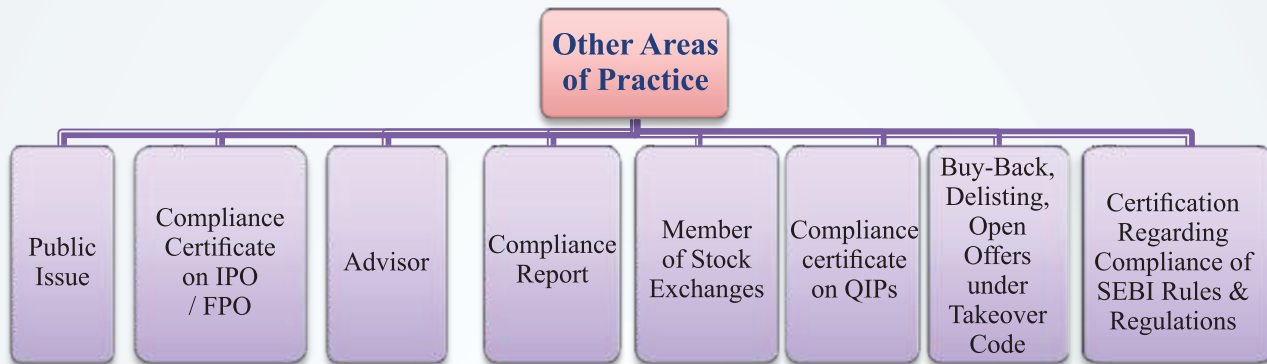 Other Areas
of Practice
Public
Issue
Compliance
Certificate
on IPO
/ FPO
Advisor
Compliance
Report
Member
of Stock
Exchanges
Compliance
certificate
on QIPs
Buy-Back,
Delisting,
Open
Offers
under
Takeover
Code
Certification
Regarding
Compliance of
SEBI Rules &
Regulations